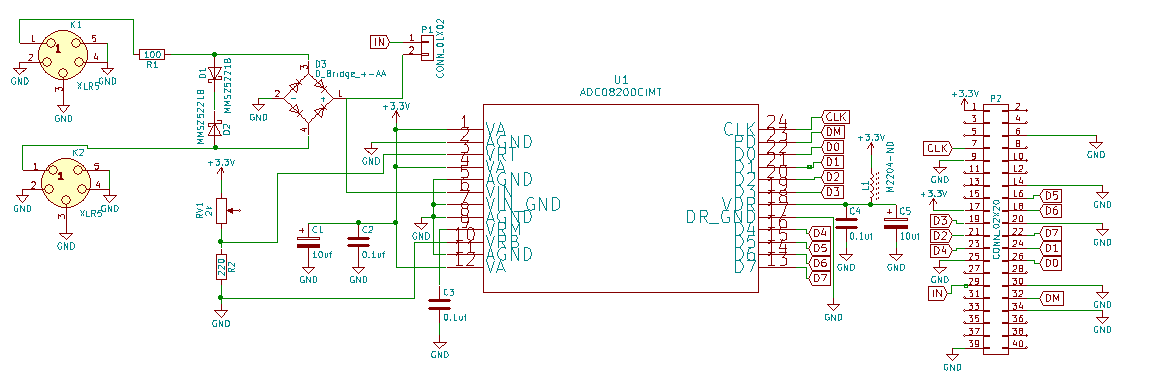 K1
L
2
3
4
5
1
XLR5
GND
GND
GND
100
R1
D1
MMSZ5221B
MMSZ5221B
D2
D3
D_Bridge_+-AA
3
2
1
4
GND
IN
1
2
P1
CONN_01X02
K2
1
2
3
4
5
1
XLR5
GND
GND
GND
+3.3V
RV1
2k
220
R2
GND
+3.3V
GND
C1
10uf
GND
C2
0.1uf
GND
GND
C3
0.1uf
GND
U1
ADC08200CIMT
1 VA
2 AGND
3 VRT
4 VA
5 AGND
6 VIN
7 VIN_GND
8 AGND
9 VRM
10 VRB
11 AGND
12 VA
CLK 24
PD 23
D0 22
D1 21
D2 20
D3 19
VDR 18
DR_GND 17
D4 16
D5 15
D6 14
D7 13
CLK
DM
D0
D1
D2
D3
D4
D5
D6
D7
GND
+3.3V
L1
M2204-ND
C4
0.1uf
GND
C5
10uf
GND
+3.3V
P2
CONN_02X20
1 2
3 4
5 6
7 8
9 10
11 12
13 14
15 16
17 18
19 20
21 22
23 24
25 26
27 28
29 30
31 32
33 34
35 36
37 38
39 40
CLK
GND
+3.3V
D3
D2
D4
GND
IN
GND
GND
GND
D5
D6
GND
D7
D1
D0
GND
DM
GND